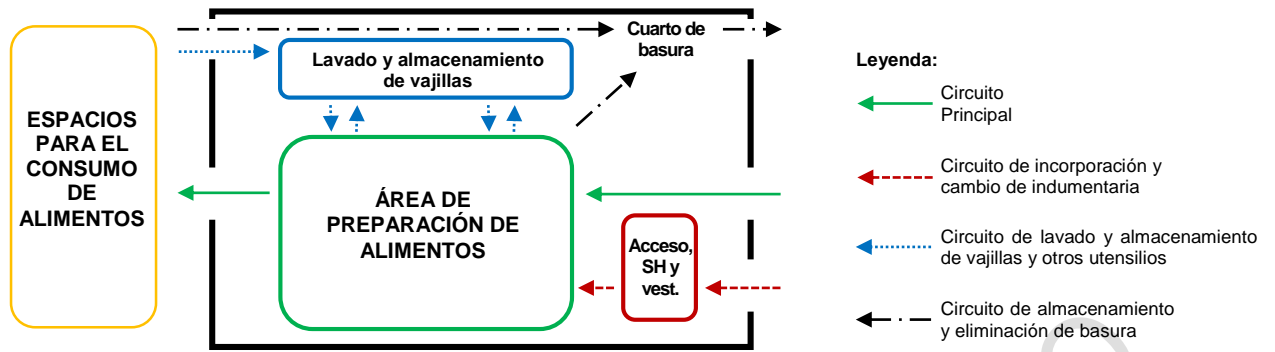 ESPACIOS
PARA EL
CONSUMO
DE
ALIMENTOS
Lavado y almacenamiento
de vajillas
Cuarto de
basura
ÁREA DE
PREPARACIÓN DE
ALIMENTOS
Acceso,
SH y
vest.
Leyenda:
Circuito
Principal
Circuito de incorporación y
cambio de indumentaria
Circuito de lavado y almacenamiento
de vajillas y otros utensilios
Circuito de almacenamiento
y eliminación de basura